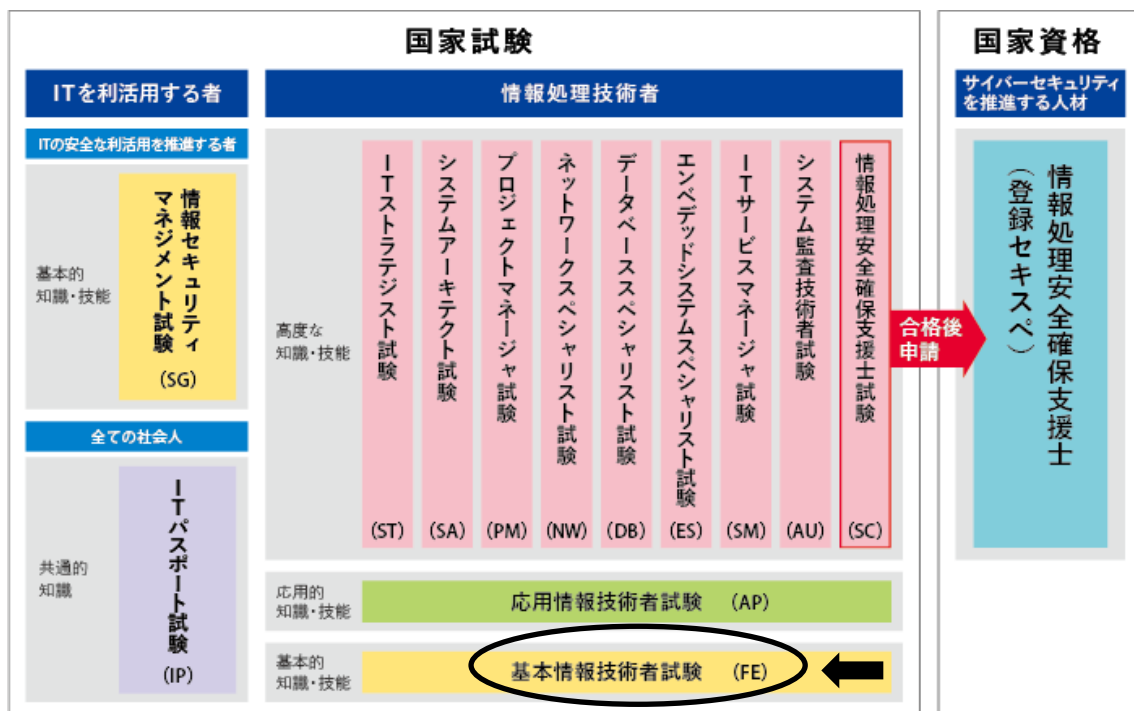 国家試験
ITを利活用する者
ITの安全な利活用を推進する者
基本的
知識・技能
情報セキュリティ
マネジメント試験
(SG)
全ての社会人
共通的
知識
ITパスポート試験
(IP)
情報処理技術者
高度な
知識・技能
ITストラテジスト試験
(ST)
システムアーキテクト試験
(SA)
プロジェクトマネージャ試験
(PM)
ネットワークスペシャリスト試験
(NW)
データベーススペシャリスト試験
(DB)
エンベデッドシステムスペシャリスト試験
(ES)
ITサービスマネージャ試験
(SM)
システム監査技術者試験
(AU)
情報処理安全確保支援士試験
(SC)
応用的
知識・技能
応用情報技術者試験 (AP)
基本的
知識・技能
基本情報技術者試験 (FE)
合格後
申請
国家資格
サイバーセキュリティ
を推進する人材
情報処理安全確保支援士
(登録セキスペ)